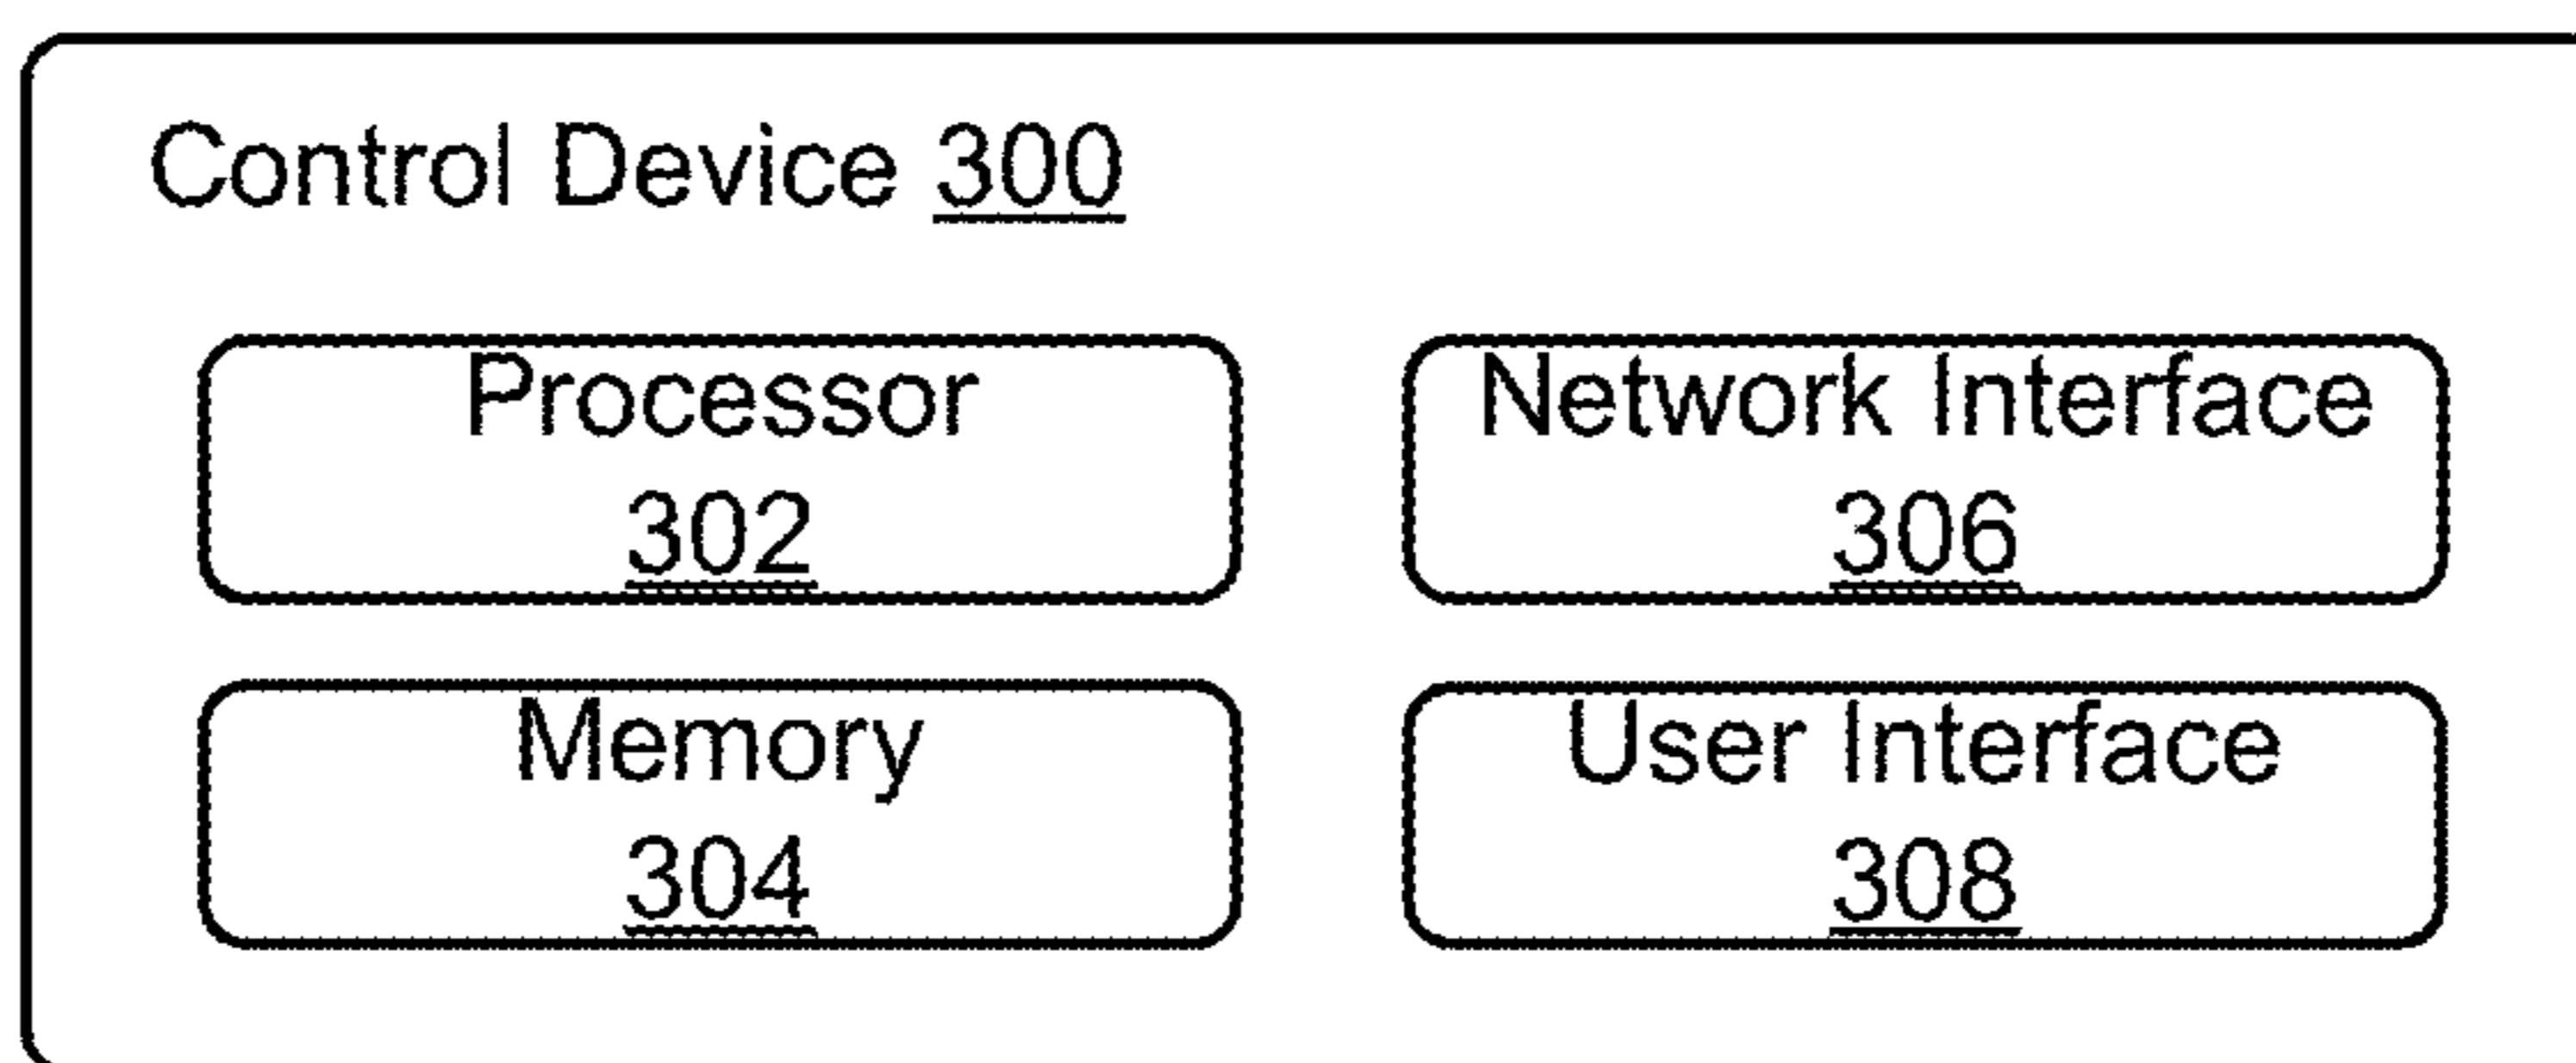 Control Device 300
Processor
302
Network Interface
306
Memory
304
User Interface
308